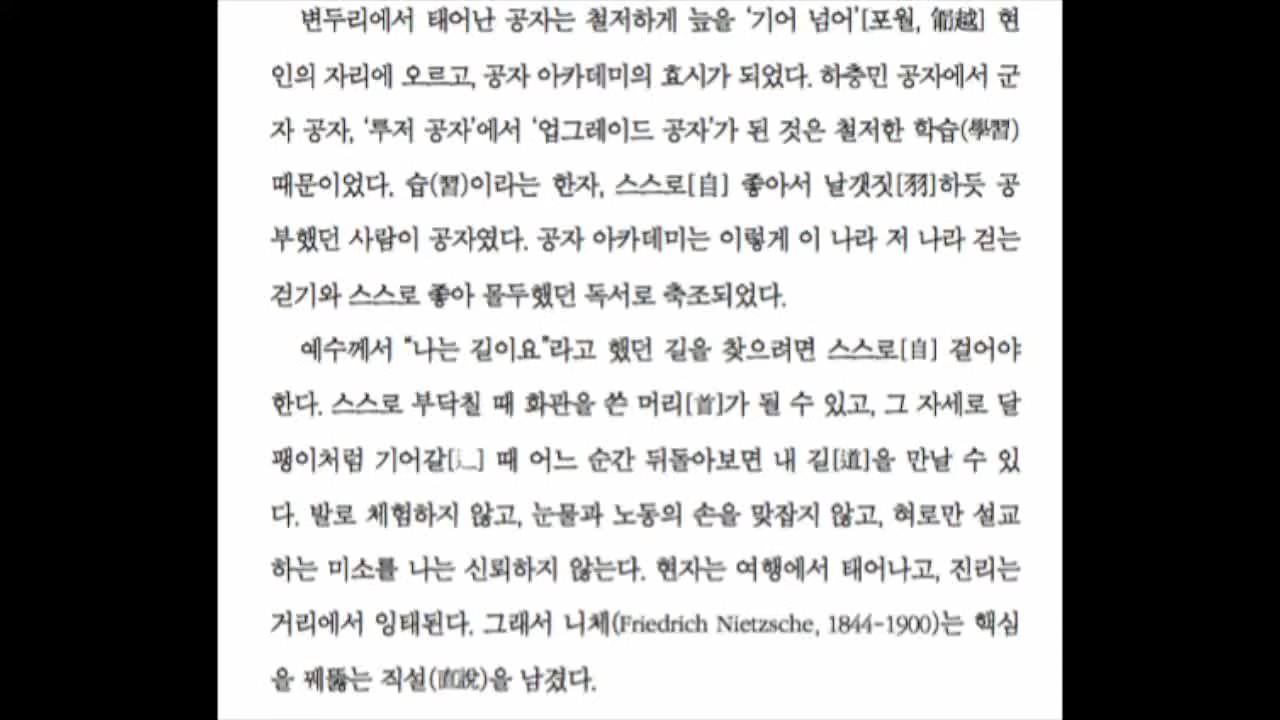 변두리에서 태어난 공자는 철저하게 늪을 ‘기어 넘어’[포월, 匍越] 현
인의 자리에 오르고, 공자 아카데미의 효시가 되었다. 하층민 공자에서 군
자 공자, ‘루저 공자’에서 ‘업그레이드 공자’가 된 것은 철저한 학습(學習)
때문이었다. 습(習)이라는 한자, 스스로[自] 좋아서 날갯짓[羽]하듯 공
부했던 사람이 공자였다. 공자 아카데미는 이렇게 이 나라 저 나라 걷는
걷기와 스스로 좋아 몰두했던 독서로 축조되었다.
예수께서 “나는 길이요”라고 했던 길을 찾으려면 스스로[自] 걸어야
한다. 스스로 부닥칠 때 화관을 쓴 머리[首]가 될 수 있고, 그 자세로 달
팽이처럼 기어갈[辶] 때 어느 순간 뒤돌아보면 내 길[道]을 만날 수 있
다. 발로 체험하지 않고, 눈물과 노동의 손을 맞잡지 않고, 혀로만 설교
하는 미소를 나는 신뢰하지 않는다. 현자는 여행에서 태어나고, 진리는
거리에서 잉태된다. 그래서 니체(Friedrich Nietzsche, 1844-1900)는 핵심
을 꿰뚫는 직설(直說)을 남겼다.